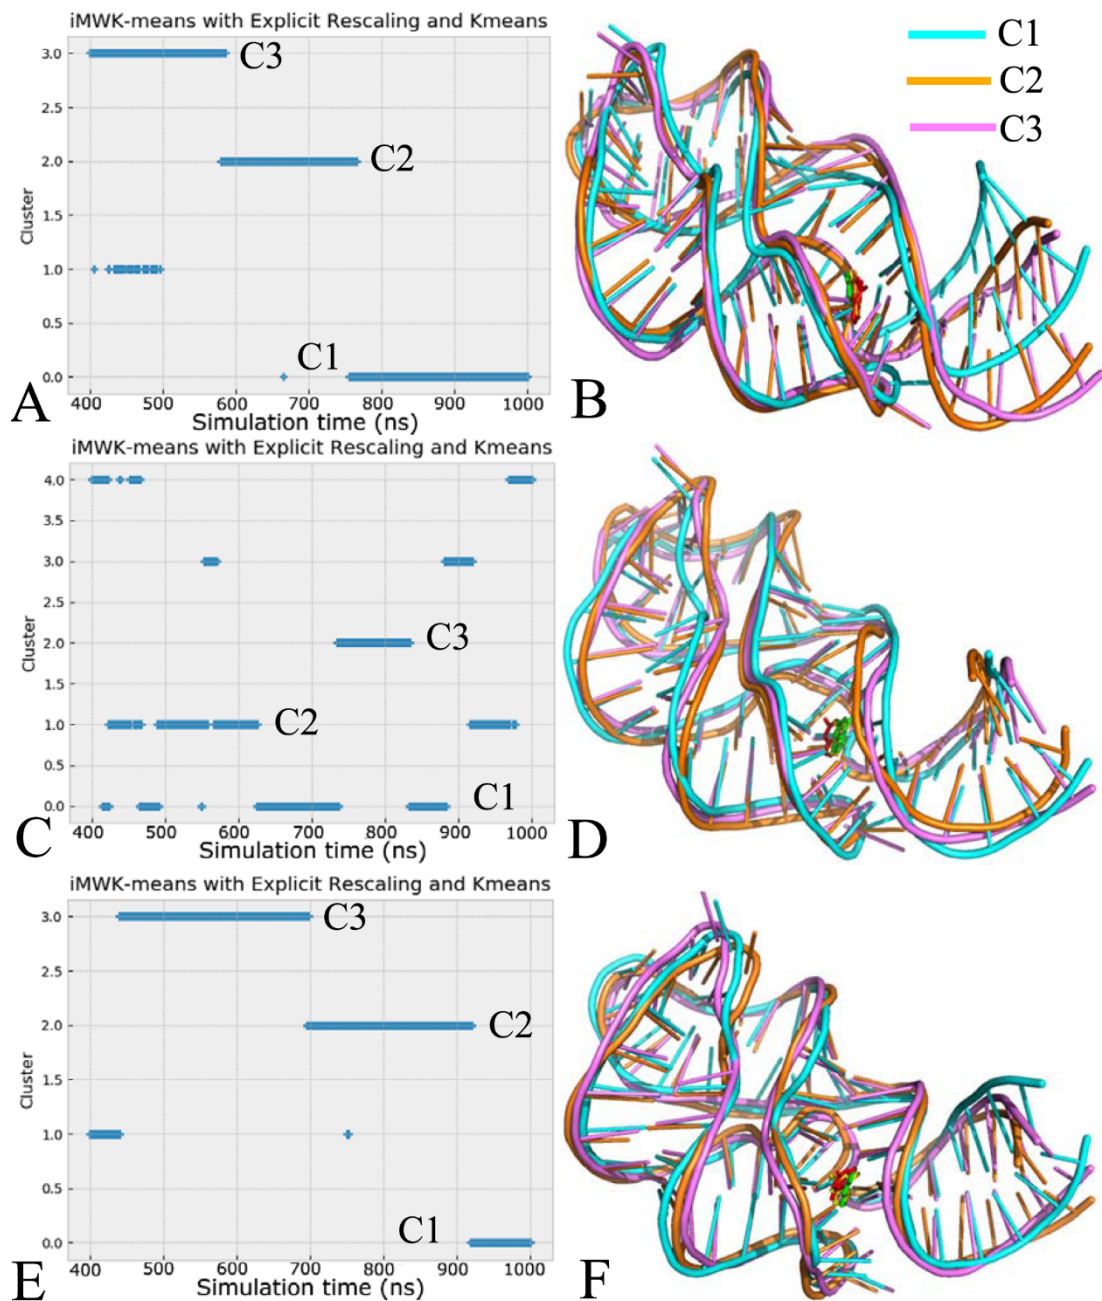 iMWK-means with Explicit Rescaling and Kmeans
3.0
2.5
2.0
1.5
1.0
0.5
0.0
Cluster
C3
C2
C1
400 500 600 700 800 900 1000
Simulation time (ns)
A
C1
C2
C3
B
iMWK-means with Explicit Rescaling and Kmeans
4.0
3.5
3.0
2.5
2.0
1.5
1.0
0.5
0.0
Cluster
C3
C2
C1
400 500 600 700 800 900 1000
Simulation time (ns)
C
D
iMWK-means with Explicit Rescaling and Kmeans
3.0
2.5
2.0
1.5
1.0
0.5
0.0
Cluster
C3
C2
C1
400 500 600 700 800 900 1000
Simulation time (ns)
E
F